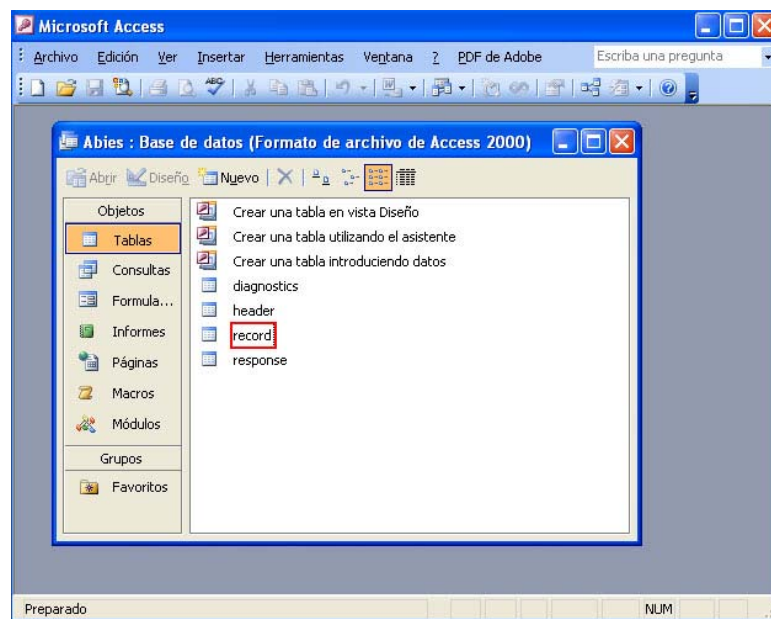 Microsoft Access
Archivo Edición Ver Insertar Herramientas Ventana ? PDF de Adobe Escriba una pregunta
Abies : Base de datos (Formato de archivo de Access 2000)
Abrir Diseño Nuevo
Objetos
Tablas
Consultas
Formula...
Informes
Páginas
Macros
Módulos
Grupos
Favoritos
Crear una tabla en vista Diseño
Crear una tabla utilizando el asistente
Crear una tabla introduciendo datos
diagnostics
header
record
response
Preparado NUM